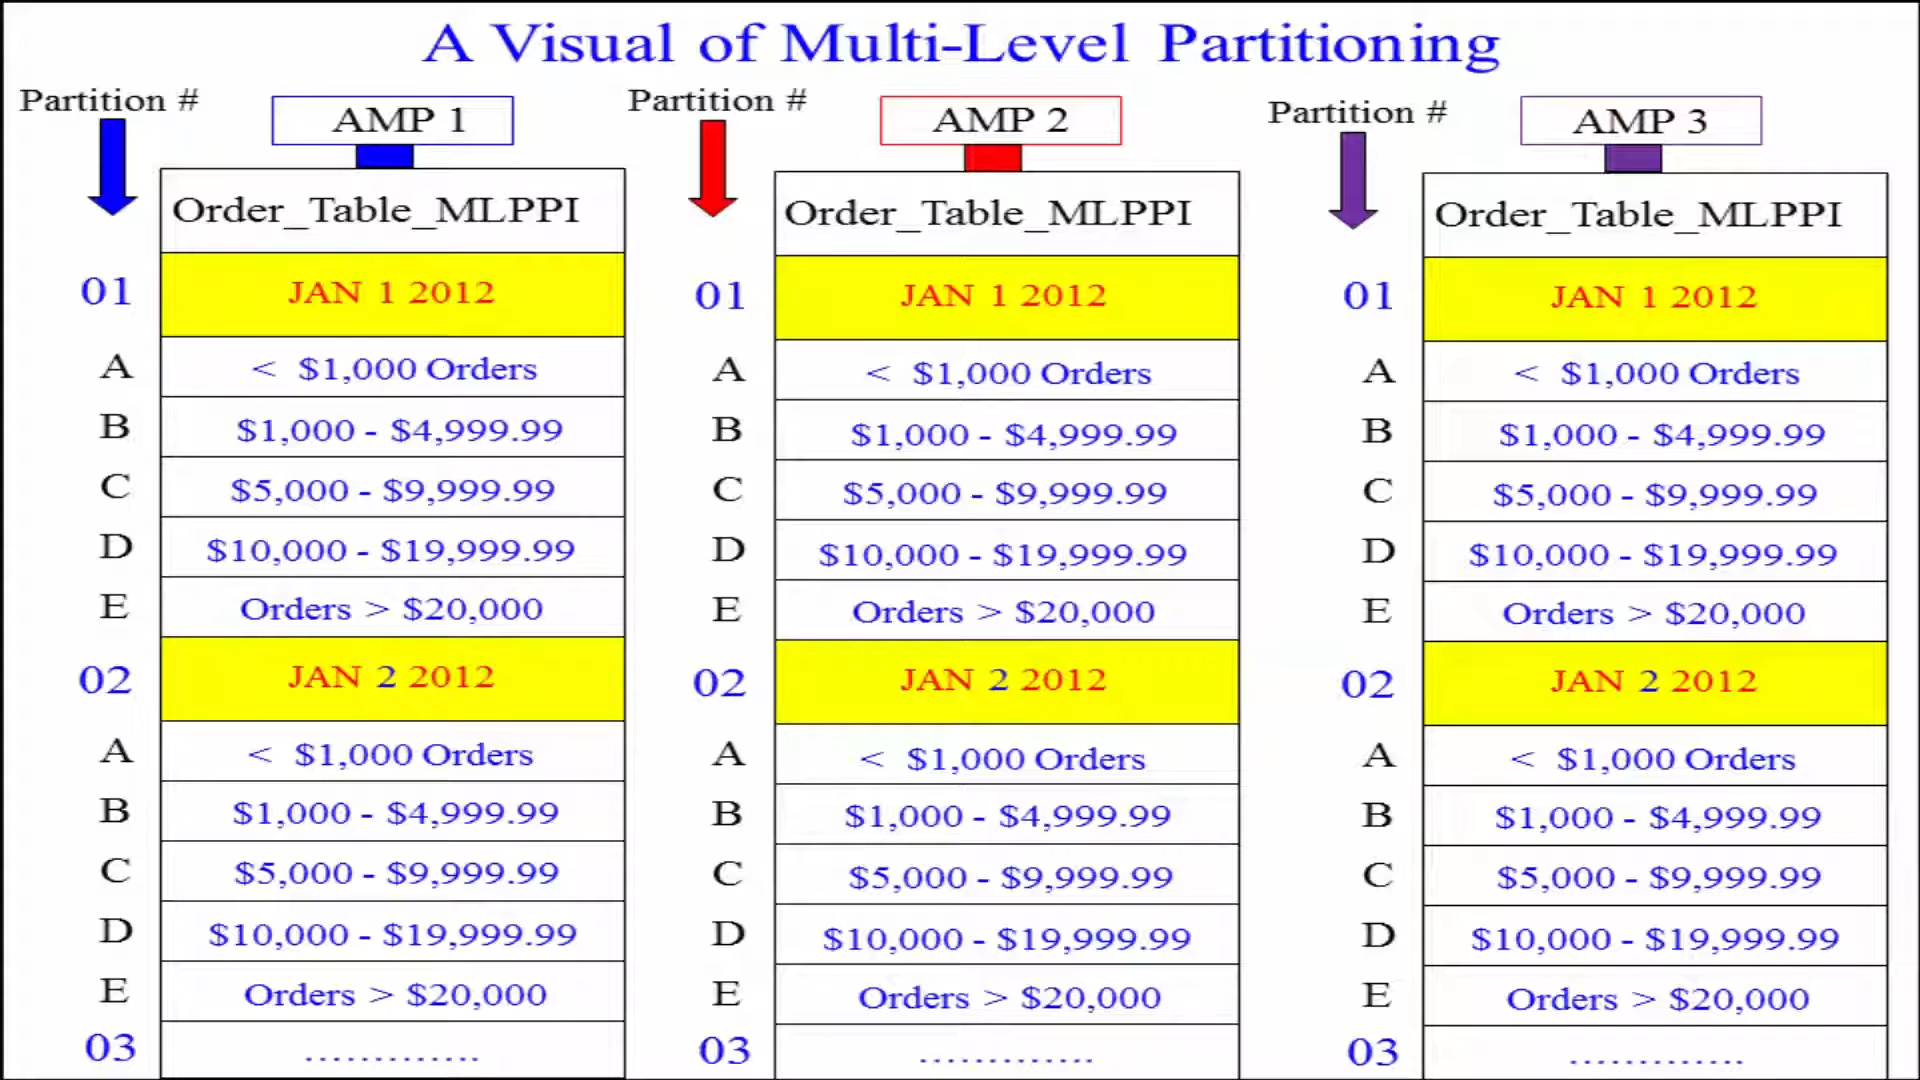 A Visual of Multi-Level Partitioning
Partition #
AMP 1
Order_Table_MLPPI
01 JAN 1 2012
A < $1,000 Orders
B $1,000 - $4,999.99
C $5,000 - $9,999.99
D $10,000 - $19,999.99
E Orders > $20,000
02 JAN 2 2012
A < $1,000 Orders
B $1,000 - $4,999.99
C $5,000 - $9,999.99
D $10,000 - $19,999.99
E Orders > $20,000
03 .............
Partition #
AMP 2
Order_Table_MLPPI
01 JAN 1 2012
A < $1,000 Orders
B $1,000 - $4,999.99
C $5,000 - $9,999.99
D $10,000 - $19,999.99
E Orders > $20,000
02 JAN 2 2012
A < $1,000 Orders
B $1,000 - $4,999.99
C $5,000 - $9,999.99
D $10,000 - $19,999.99
E Orders > $20,000
03 .............
Partition #
AMP 3
Order_Table_MLPPI
01 JAN 1 2012
A < $1,000 Orders
B $1,000 - $4,999.99
C $5,000 - $9,999.99
D $10,000 - $19,999.99
E Orders > $20,000
02 JAN 2 2012
A < $1,000 Orders
B $1,000 - $4,999.99
C $5,000 - $9,999.99
D $10,000 - $19,999.99
E Orders > $20,000
03 .............